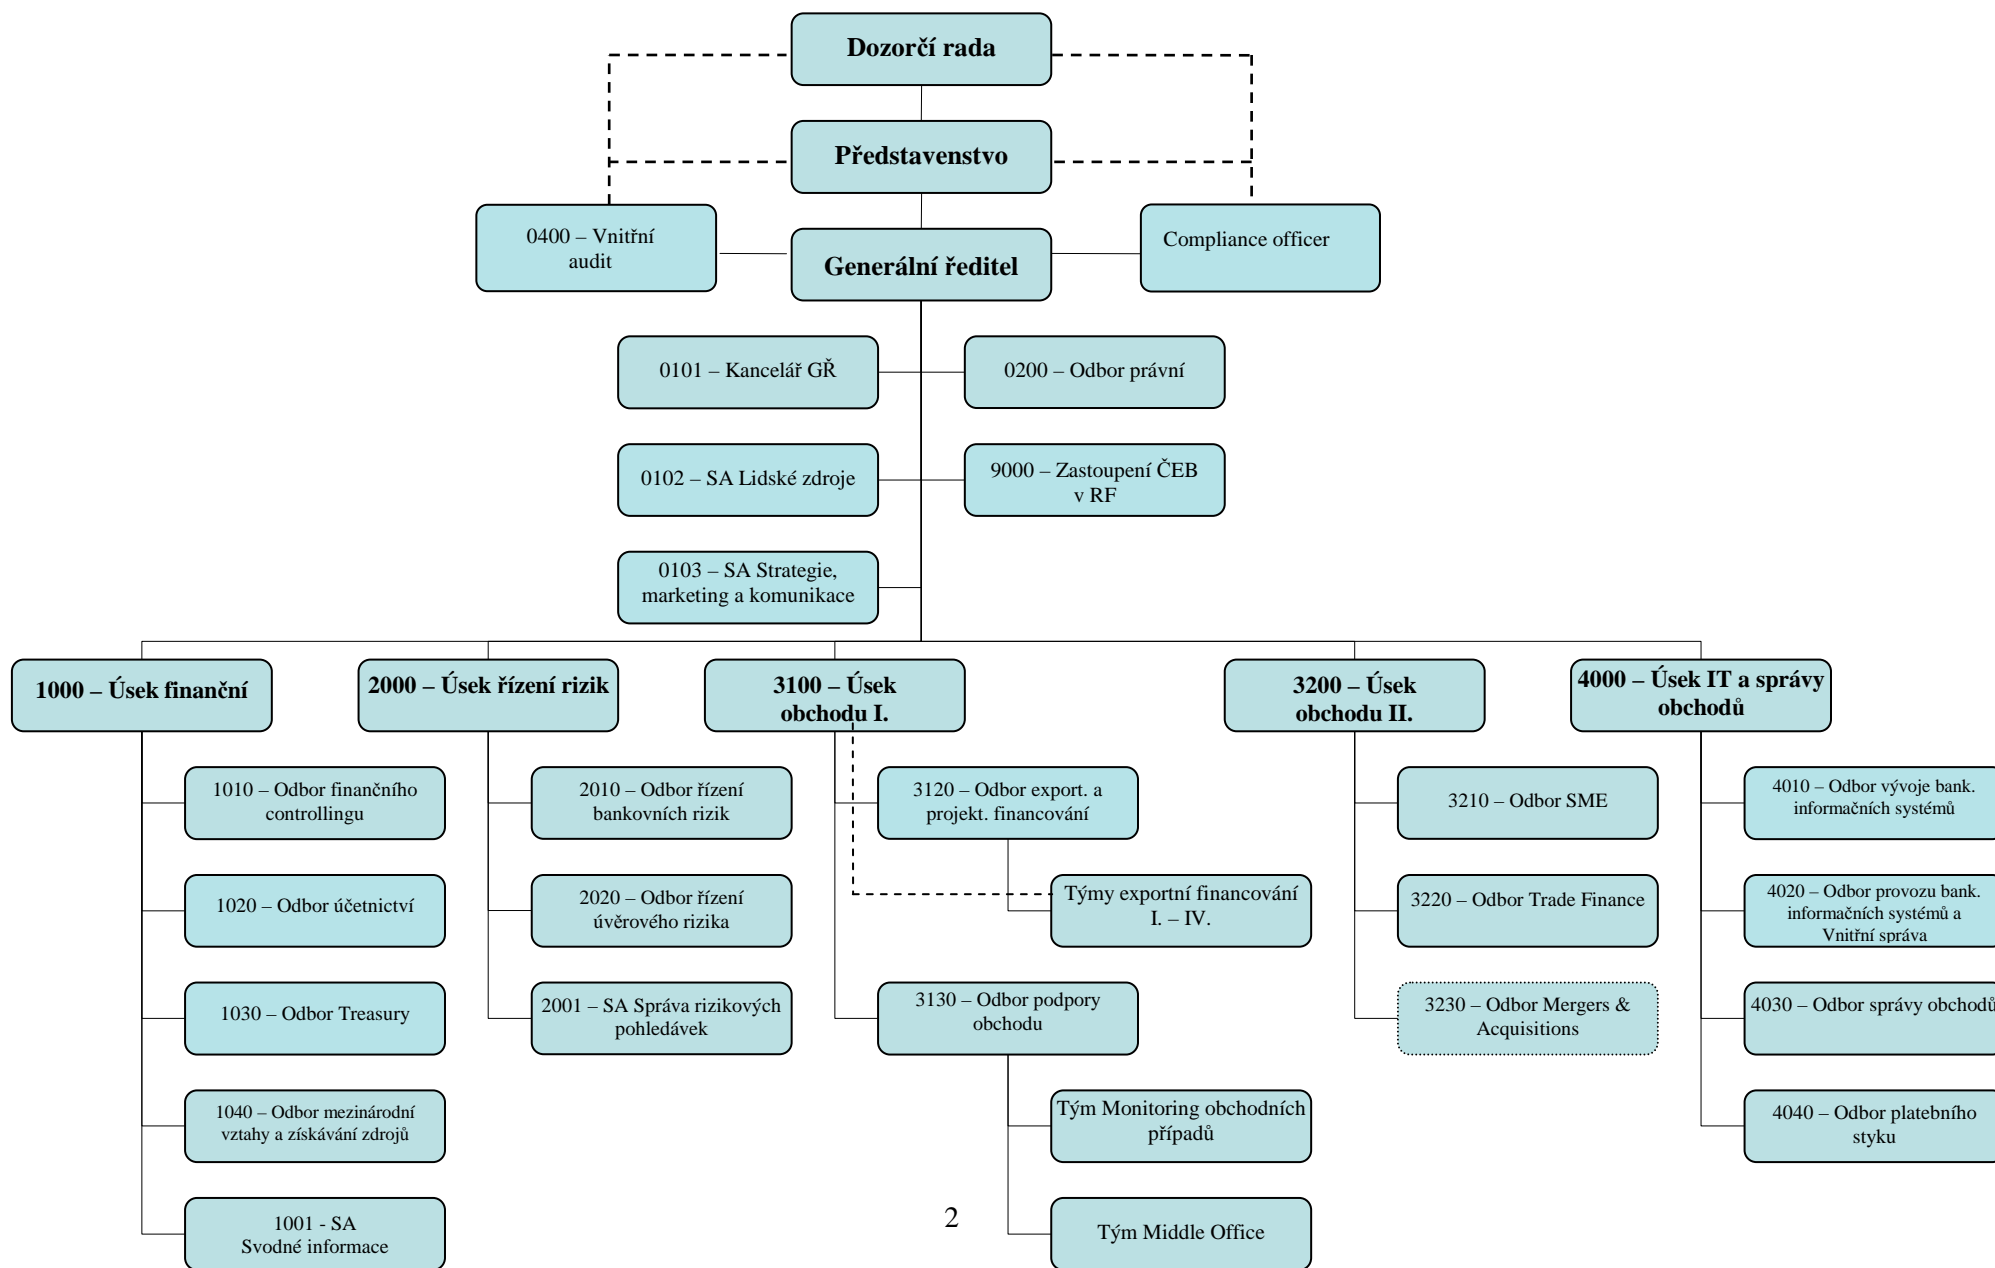 Dozorčí rada
Představenstvo
0400 – Vnitřní
audit
Generální ředitel
Compliance officer
0101 – Kancelář GŘ
0200 – Odbor právní
0102 – SA Lidské zdroje
9000 – Zastoupení ČEB
v RF
0103 – SA Strategie,
marketing a komunikace
1000 – Úsek finanční
2000 – Úsek řízení rizik
3100 – Úsek
obchodu I.
3200 – Úsek
obchodu II.
4000 – Úsek IT a správy
obchodů
1010 – Odbor finančního
controllingu
2010 – Odbor řízení
bankovních rizik
3120 – Odbor export. a
projekt. financování
3210 – Odbor SME
4010 – Odbor vývoje bank.
informačních systémů
1020 – Odbor účetnictví
2020 – Odbor řízení
úvěrového rizika
Týmy exportní financování
I. – IV.
3220 – Odbor Trade Finance
4020 – Odbor provozu bank.
informačních systémů a
Vnitřní správa
1030 – Odbor Treasury
2001 – SA Správa rizikových
pohledávek
3130 – Odbor podpory
obchodu
3230 – Odbor Mergers &
Acquisitions
4030 – Odbor správy obchodů
1040 – Odbor mezinárodní
vztahy a získávání zdrojů
Tým Monitoring obchodních
případů
4040 – Odbor platebního
styku
1001 - SA
Svodné informace
Tým Middle Office
2